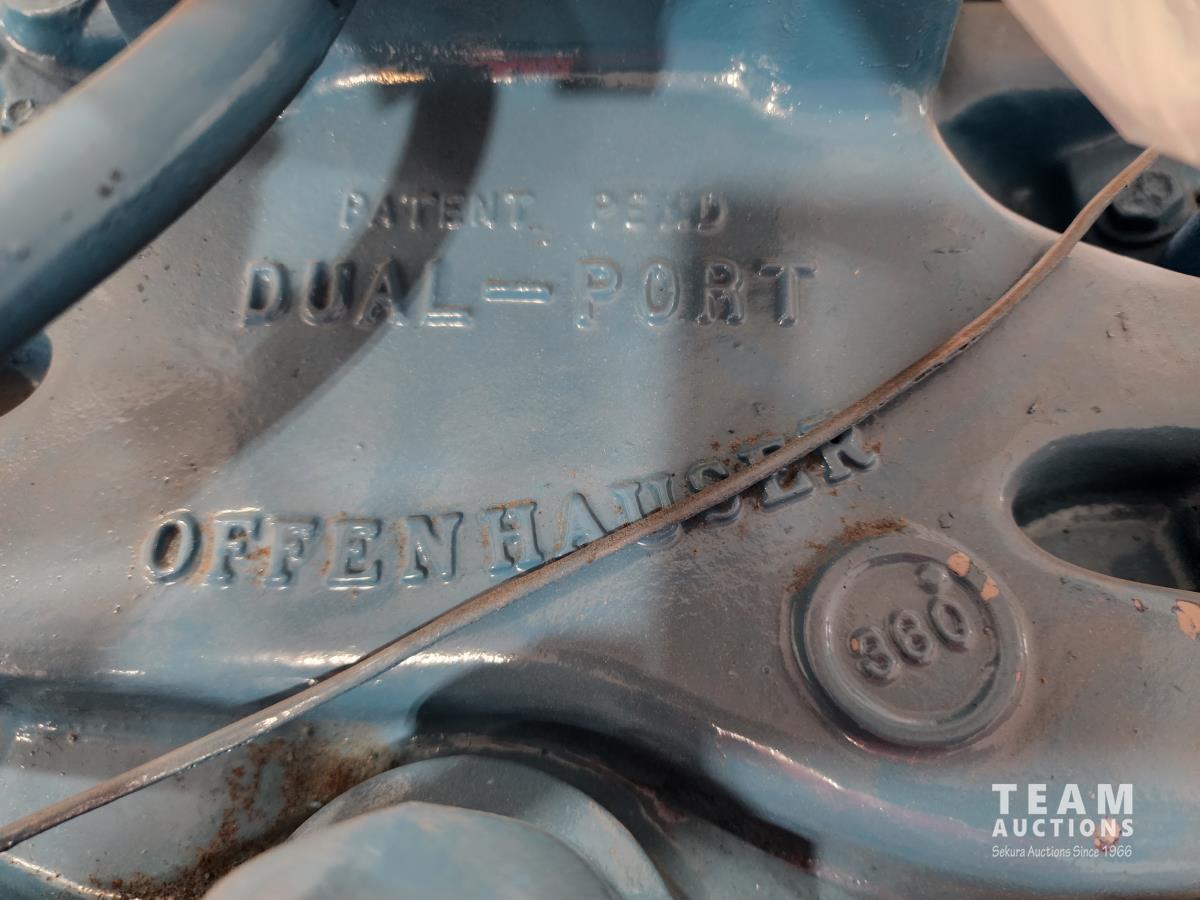 PATENT. PEND
DUAL-PORT
OFFENHAUSER
360°
TEAM
AUCTIONS
Sekura Auctions Since 1966